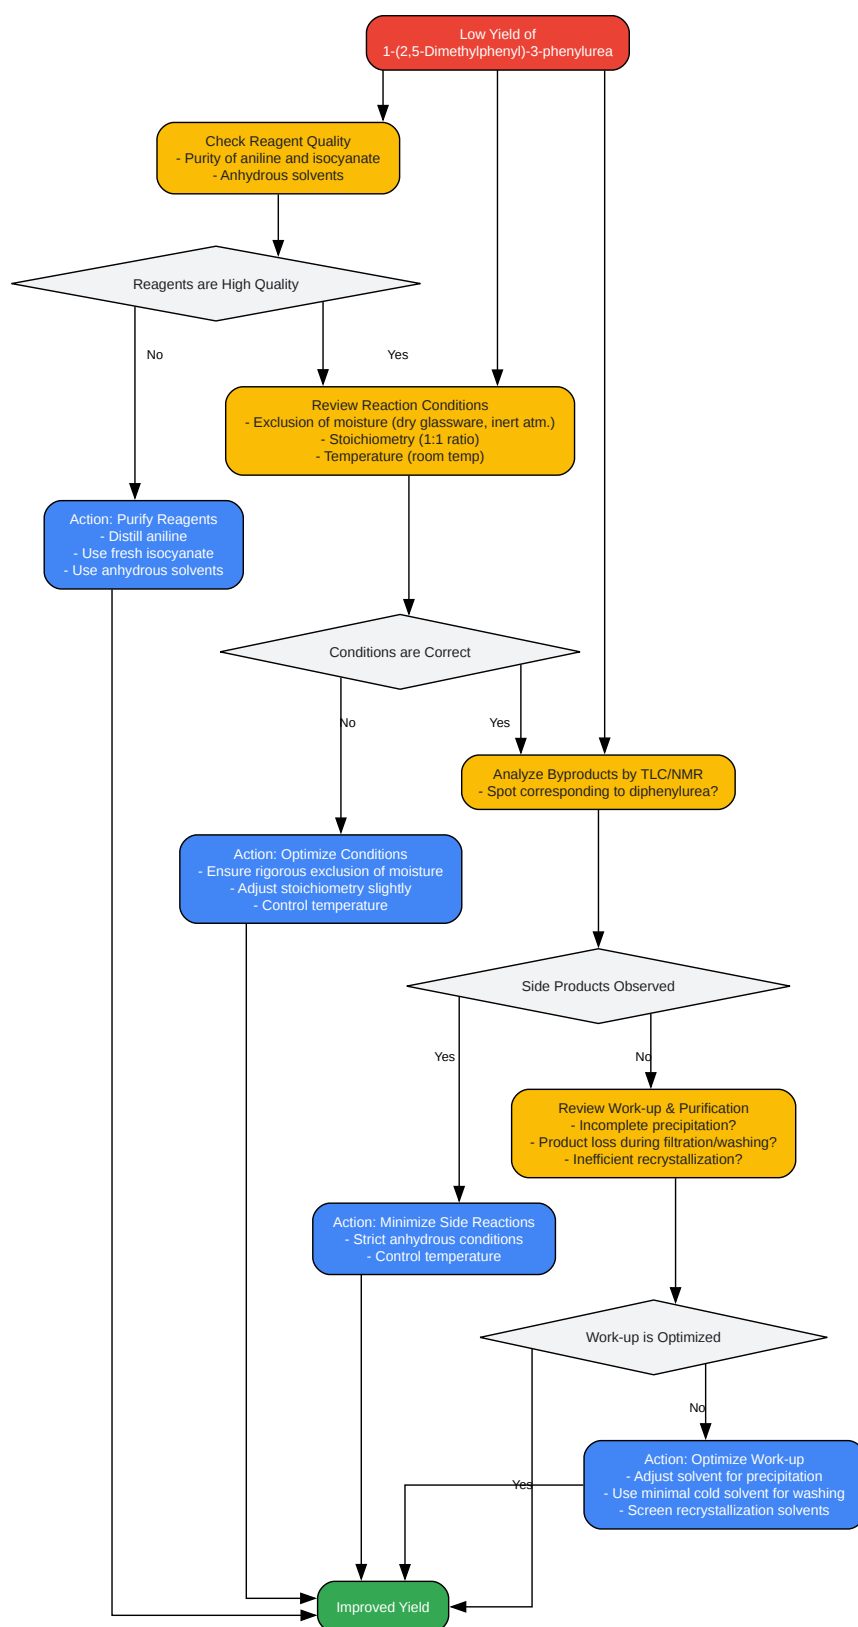 Low Yield of
1-(2,5-Dimethylphenyl)-3-phenylurea
Check Reagent Quality
- Purity of aniline and isocyanate
- Anhydrous solvents
Reagents are High Quality
No
Yes
Review Reaction Conditions
- Exclusion of moisture (dry glassware, inert atm.)
- Stoichiometry (1:1 ratio)
- Temperature (room temp)
Action: Purify Reagents
- Distill aniline
- Use fresh isocyanate
- Use anhydrous solvents
Conditions are Correct
No
Yes
Analyze Byproducts by TLC/NMR
- Spot corresponding to diphenylurea?
Action: Optimize Conditions
- Ensure rigorous exclusion of moisture
- Adjust stoichiometry slightly
- Control temperature
Side Products Observed
Yes
No
Review Work-up & Purification
- Incomplete precipitation?
- Product loss during filtration/washing?
- Inefficient recrystallization?
Action: Minimize Side Reactions
- Strict anhydrous conditions
- Control temperature
Work-up is Optimized
No
Action: Optimize Work-up
- Adjust solvent for precipitation
- Use minimal cold solvent for washing
- Screen recrystallization solvents
Yes
Improved Yield